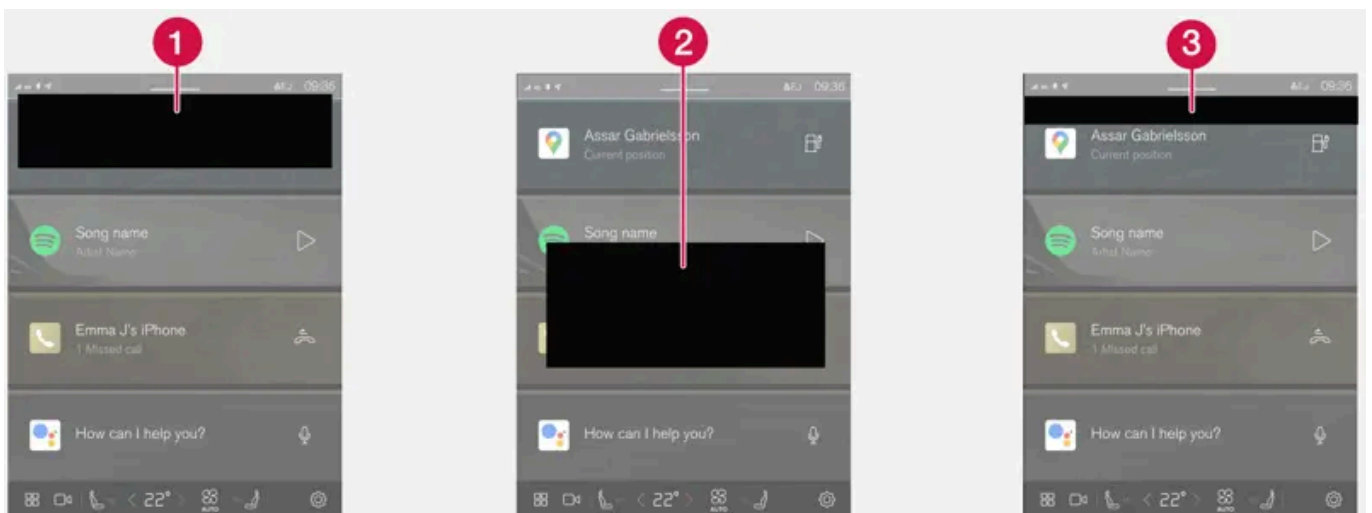 1
2
3
09:36
09:36
09:36
Assar Gabrielsson
Current position
Assar Gabrielsson
Current position
Song name
Artist Name
Song name
Song name
Artist Name
Emma J's iPhone
1 Missed call
Emma J's iPhone
1 Missed call
How can I help you?
How can I help you?
How can I help you?
22°
AUTO
22°
AUTO
22°
AUTO